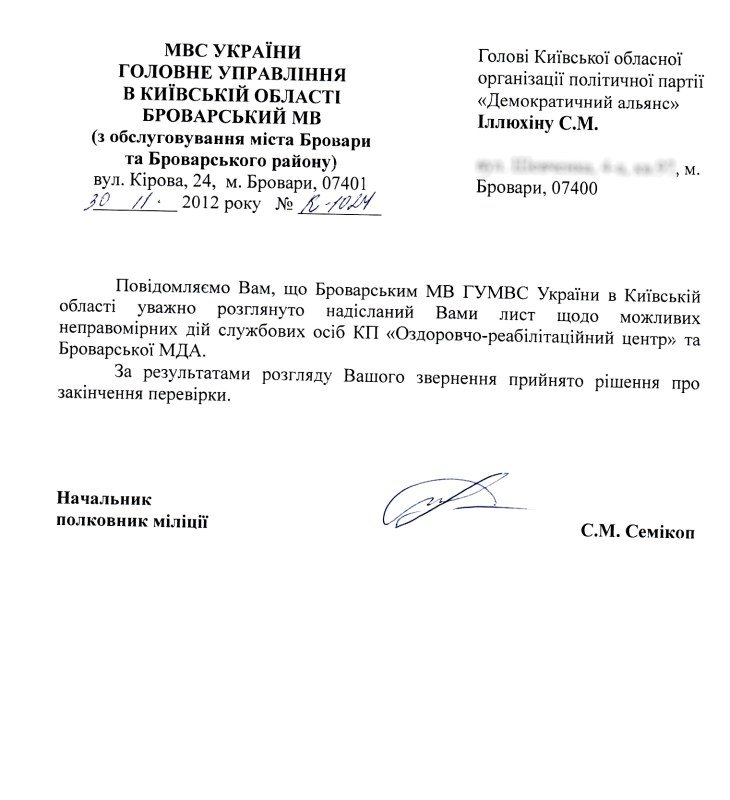 МВС УКРАЇНИ
ГОЛОВНЕ УПРАВЛІННЯ
В КИЇВСЬКІЙ ОБЛАСТІ
БРОВАРСЬКИЙ МВ
(з обслуговування міста Бровари
та Броварського району)
вул. Кірова, 24, м. Бровари, 07401
30 11. 2012 року № К-1024
Голові Київської обласної
організації політичної партії
«Демократичний альянс»
Іллюхіну С.М.
, м.
Бровари, 07400
Повідомляємо Вам, що Броварським МВ ГУМВС України в Київській
області уважно розглянуто надісланий Вами лист щодо можливих
неправомірних дій службових осіб КП «Оздоровчо-реабілітаційний центр» та
Броварської МДА.
За результатами розгляду Вашого звернення прийнято рішення про
закінчення перевірки.
Начальник
полковник міліції
С.М. Семікоп